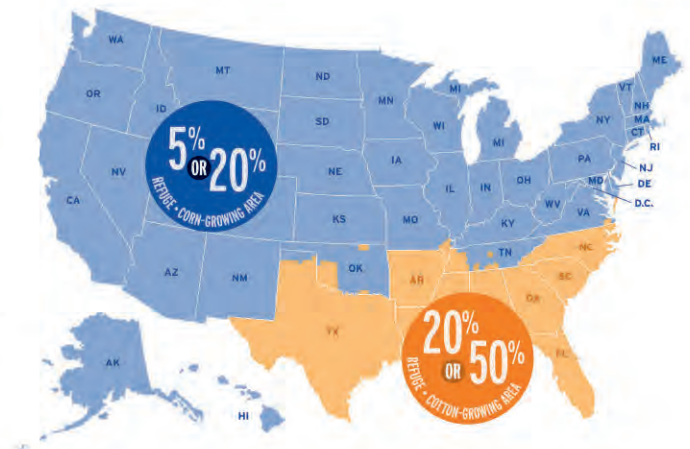 WA
ME
MT
ND
VT
OR
MN
MI
NH
ID
SD
WI
NY
MA
CT
RI
MI
5% OR 20%
REFUGE • CORN-GROWING AREA
IA
PA
NJ
NV
NE
OH
MD
DE
IL
IN
D.C.
CA
WV
VA
KS
MO
KY
NC
TN
AZ
NM
OK
AR
SC
GA
TX
20% OR 50%
REFUGE • COTTON-GROWING AREA
FL
AK
HI